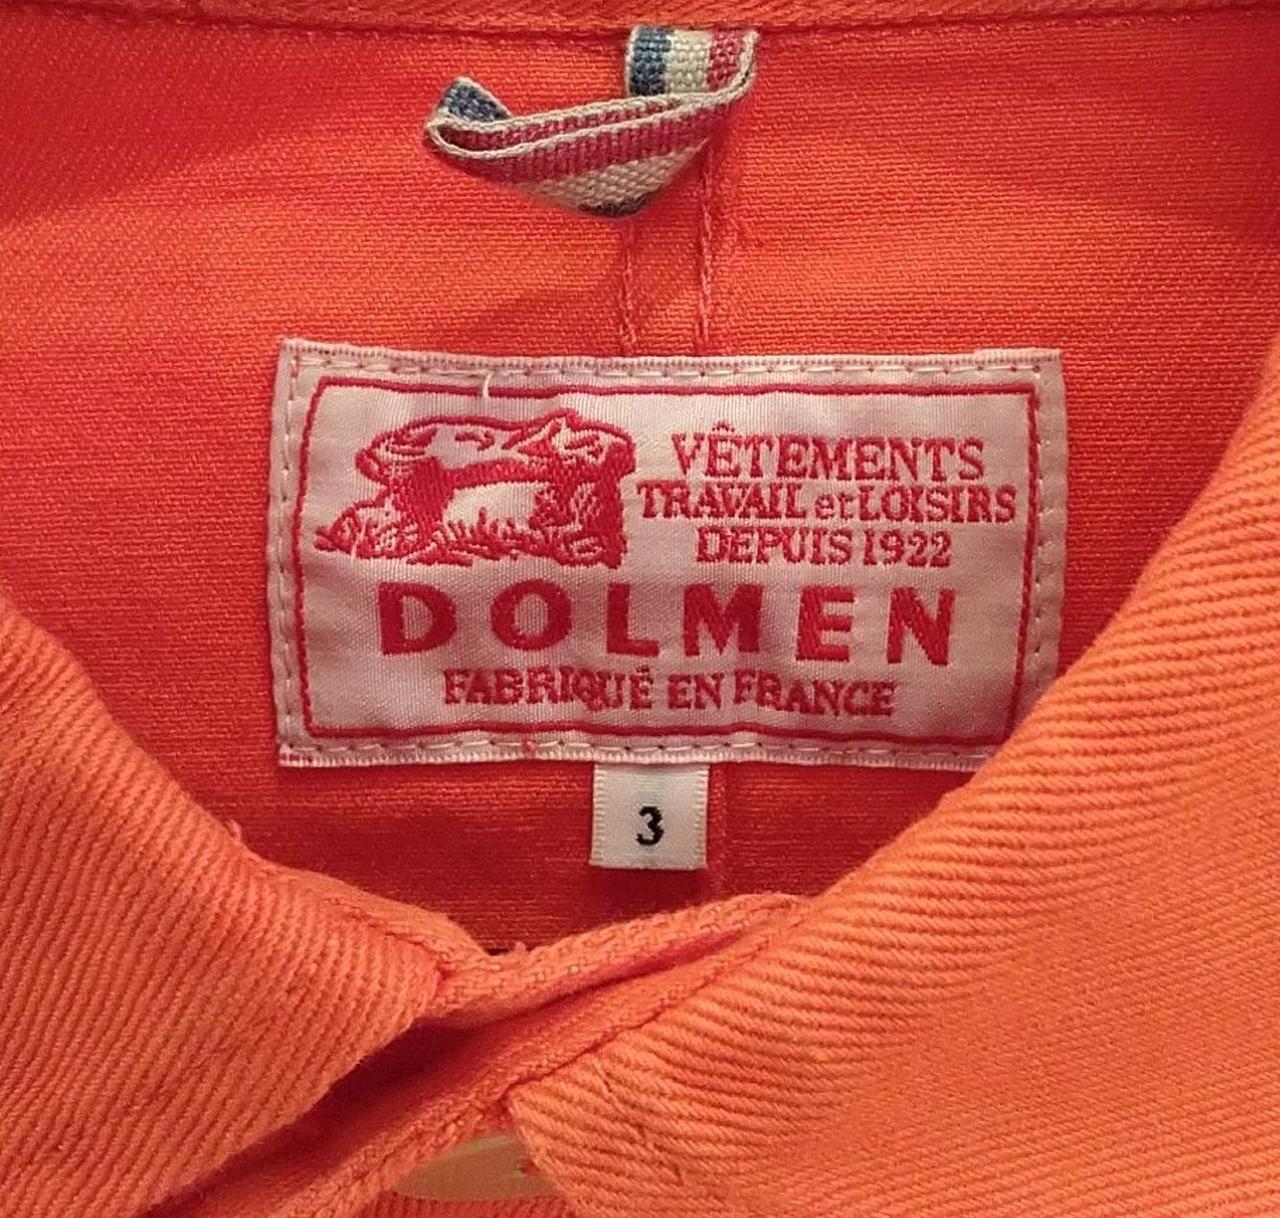 VÊTEMENTS
TRAVAIL et LOISIRS
DEPUIS 1922
DOLMEN
FABRIQUÉ EN FRANCE
3